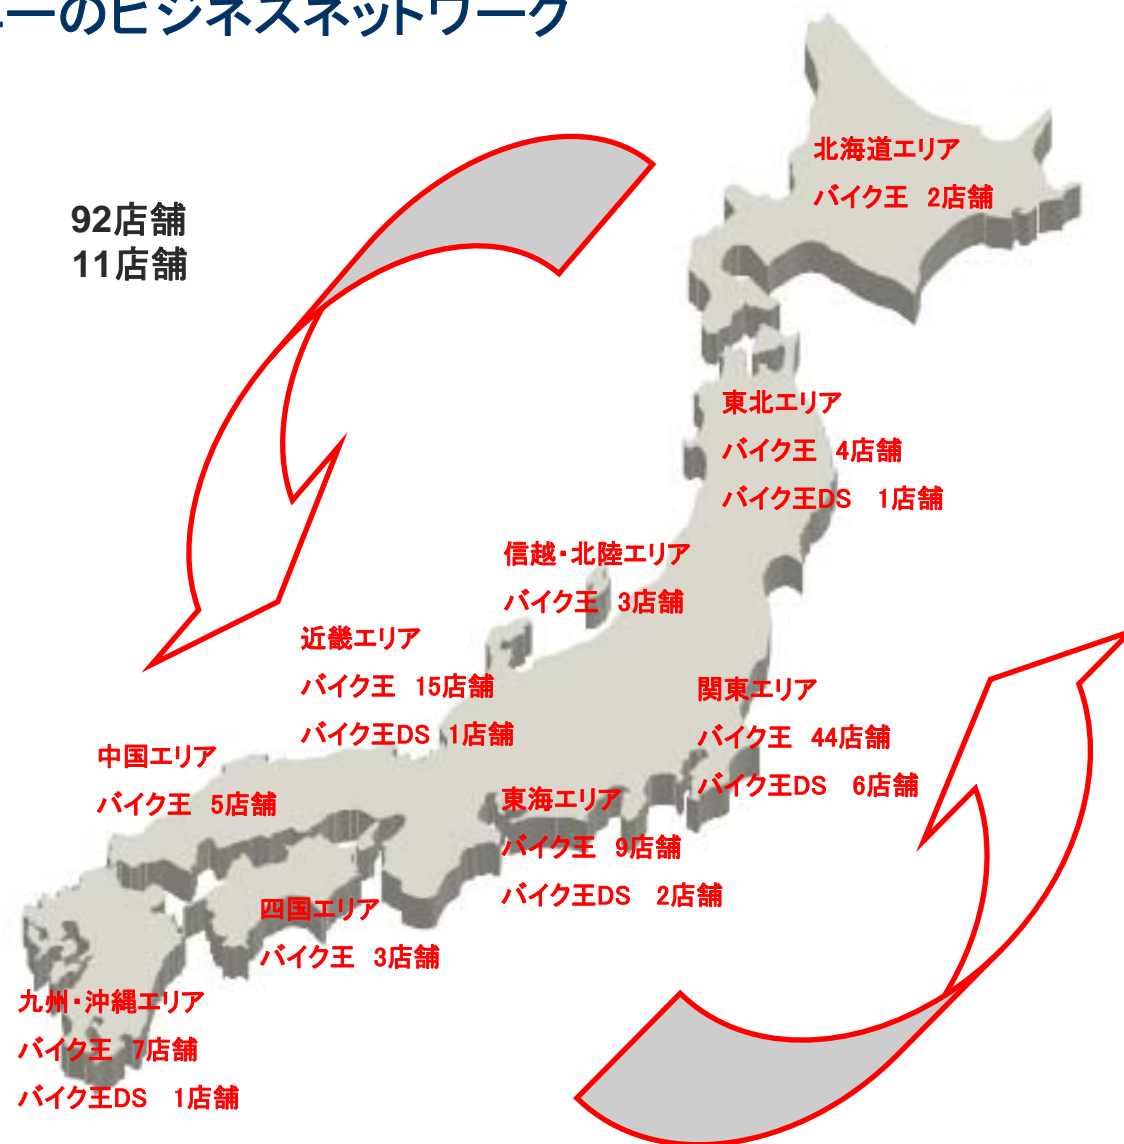 ーのビジネスネットワーク
92店舗
11店舗
北海道エリア
バイク王 2店舗
東北エリア
バイク王 4店舗
バイク王DS 1店舗
信越・北陸エリア
バイク王 3店舗
近畿エリア
バイク王 15店舗
バイク王DS 1店舗
関東エリア
バイク王 44店舗
バイク王DS 6店舗
中国エリア
バイク王 5店舗
東海エリア
バイク王 9店舗
バイク王DS 2店舗
四国エリア
バイク王 3店舗
九州・沖縄エリア
バイク王 7店舗
バイク王DS 1店舗